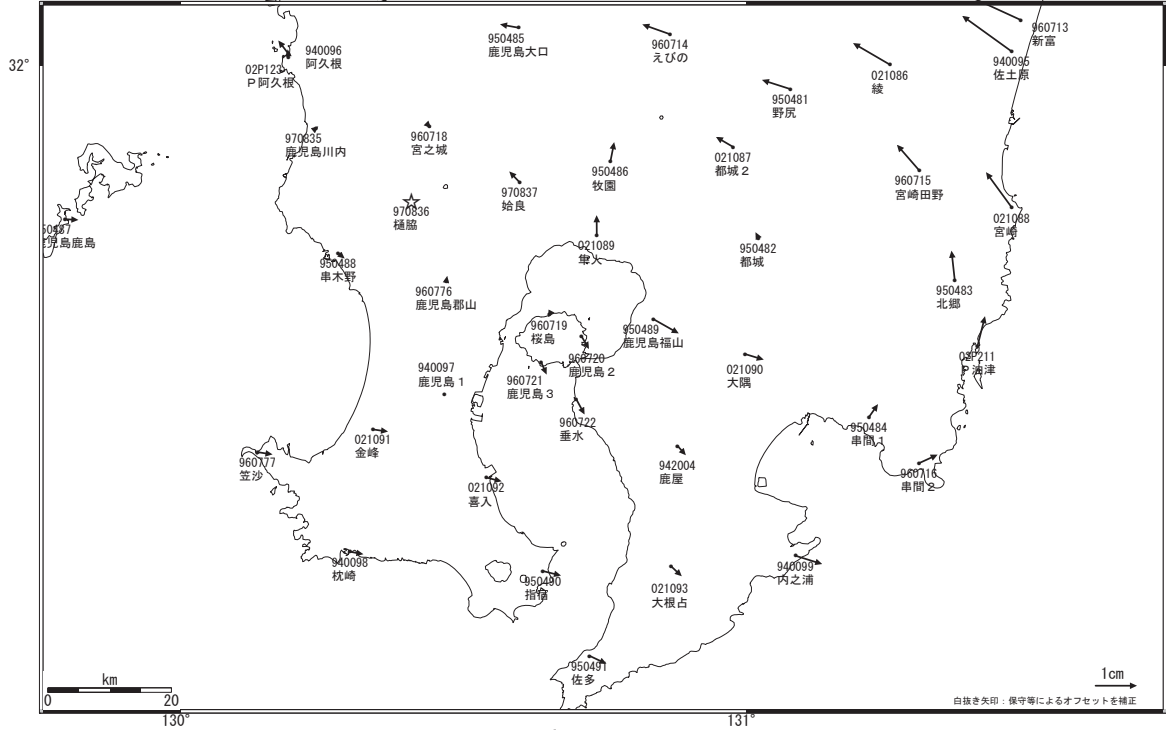 960713
新富
950485
鹿児島大口
960714
えびの
940096
阿久根
02P123
P阿久根
32°
940095
佐土原
021086
綾
950481
野尻
970835
鹿児島川内
960718
宮之城
021087
都城2
950486
牧園
960715
宮崎田野
970837
姶良
970836
樋脇
021088
宮崎
鹿児島鹿島
021089
隼人
950482
都城
950488
串木野
960776
鹿児島郡山
950483
北郷
960719
桜島
950489
鹿児島福山
960720
鹿児島2
02P211
P油津
021090
大隅
940097
鹿児島1
960721
鹿児島3
960722
垂水
950484
串間1
021091
金峰
960777
笠沙
942004
鹿屋
960716
串間2
021092
喜入
940098
枕崎
940099
内之浦
950490
指宿
021093
大根占
950491
佐多
km
0 20
1cm
白抜き矢印:保守等によるオフセットを補正
130° 131°